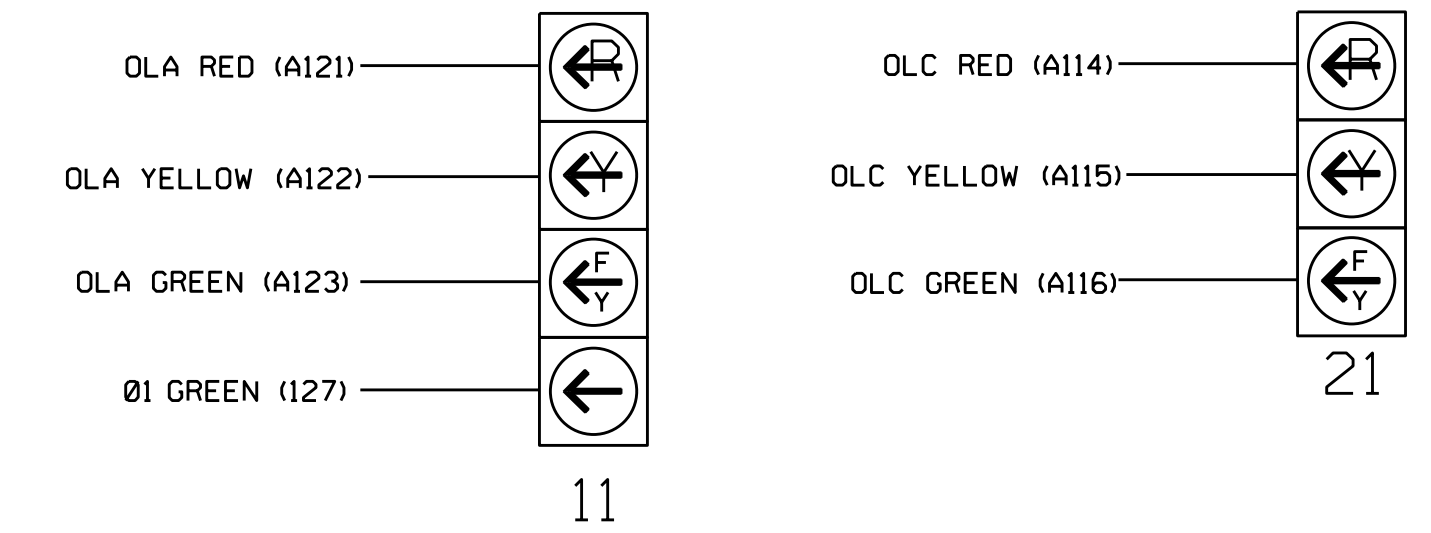 OLA RED (A121)
R
OLA YELLOW (A122)
Y
OLA GREEN (A123)
F
Y
Ø1 GREEN (127)
11
OLC RED (A114)
R
OLC YELLOW (A115)
Y
OLC GREEN (A116)
F
Y
21